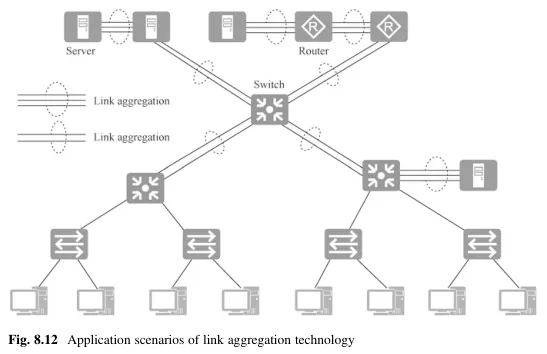 Server
Router
Switch
Link aggregation
Link aggregation
R
R
Fig. 8.12 Application scenarios of link aggregation technology